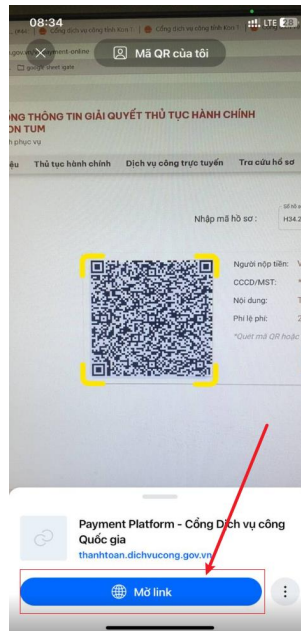 08:34
LTE 28
Cổng dịch vụ công tỉnh Kon T
Cổng dịch vụ công tỉnh Kon T
Mã QR của tôi
payment-online
google sheet igate
THÔNG TIN GIẢI QUYẾT THỦ TỤC HÀNH CHÍNH
ON TUM
phục vụ
Thủ tục hành chính
Dịch vụ công trực tuyến
Tra cứu hồ sơ
Nhập mã hồ sơ :
H34.2
Người nộp tiền: V
CCCD/MST:
Nội dung:
Phí lệ phí: 2
*Quét mã QR hoặc
Payment Platform - Cổng Dịch vụ công
Quốc gia
thanhtoan.dichvucong.gov.vn
Mở link